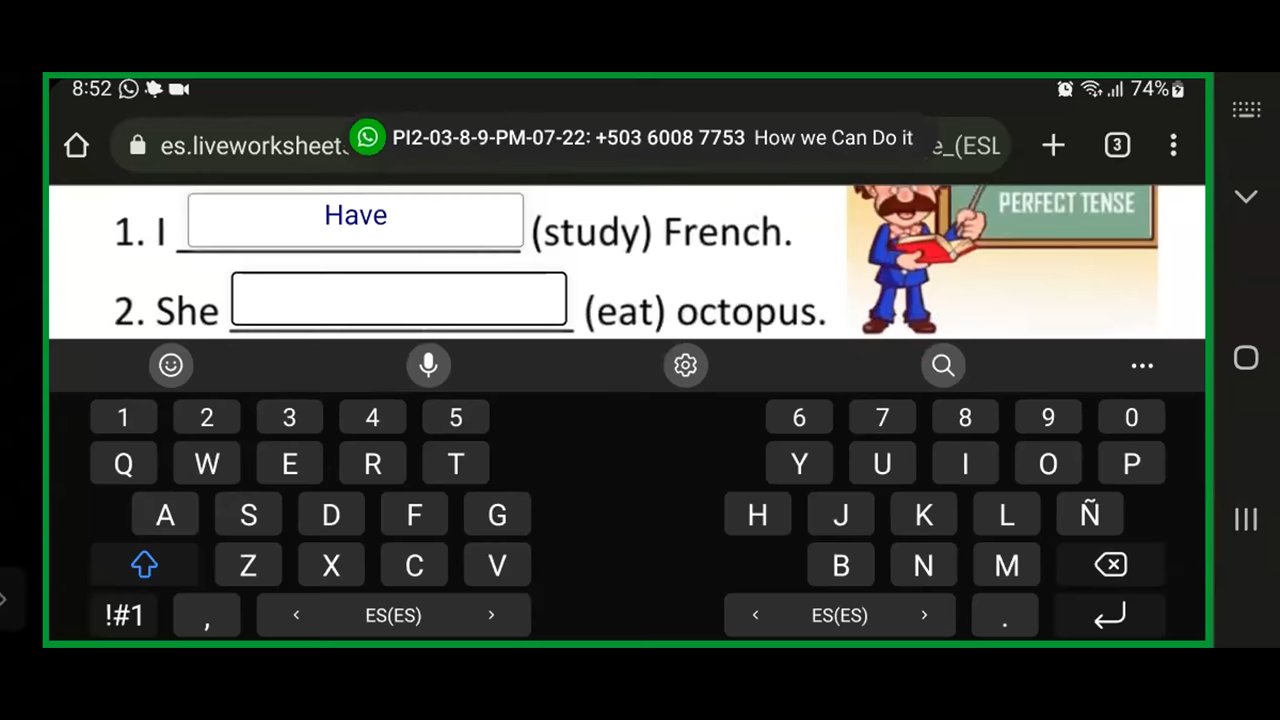 8:52 74%
es.liveworksheet PI2-03-8-9-PM-07-22: +503 6008 7753 How we Can Do it e_(ESL 3
PERFECT TENSE
1. I Have (study) French.
2. She (eat) octopus.
1 2 3 4 5 6 7 8 9 0
Q W E R T Y U I O P
A S D F G H J K L Ñ
Z X C V B N M
!#1 , < ES(ES) > < ES(ES) > .